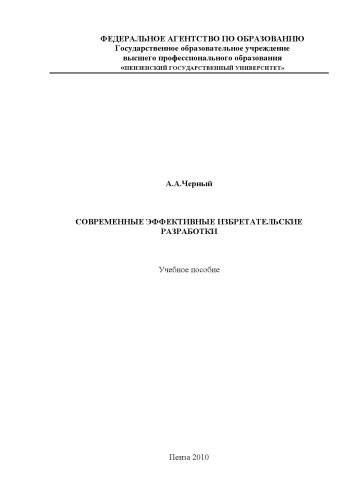 ФЕДЕРАЛЬНОЕ АГЕНТСТВО ПО ОБРАЗОВАНИЮ
Государственное образовательное учреждение
высшего профессионального образования
«ПЕНЗЕНСКИЙ ГОСУДАРСТВЕННЫЙ УНИВЕРСИТЕТ»
А.А.Черный
СОВРЕМЕННЫЕ ЭФФЕКТИВНЫЕ ИЗБРЕТАТЕЛЬСКИЕ
РАЗРАБОТКИ
Учебное пособие
Пенза 2010